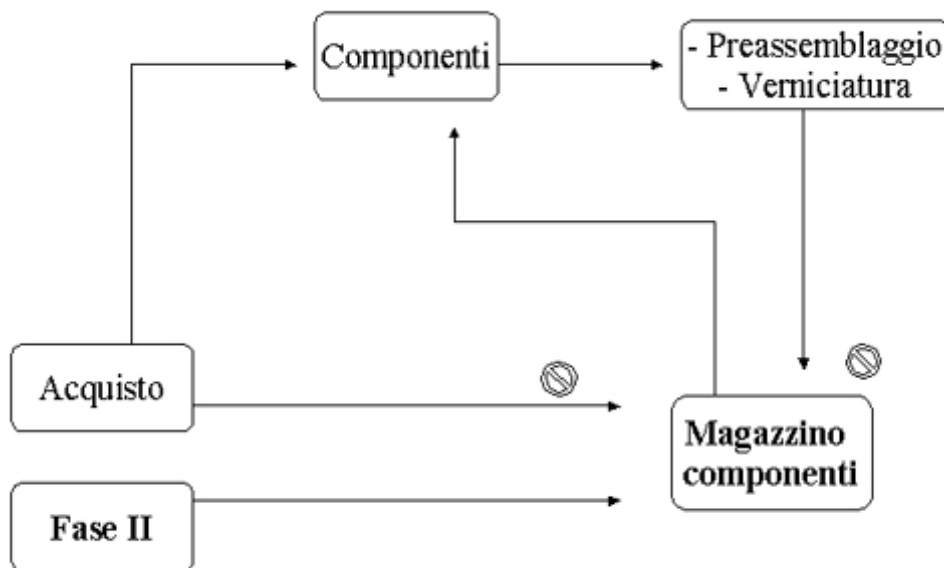 Componenti
- Preassemblaggio
- Verniciatura
Acquisto
Magazzino
componenti
Fase II